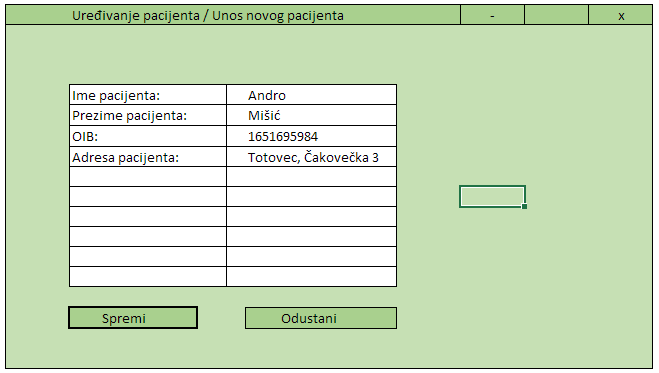 Uređivanje pacijenta / Unos novog pacijenta - x
Ime pacijenta: Andro
Prezime pacijenta: Mišić
OIB: 1651695984
Adresa pacijenta: Totovec, Čakovečka 3
Spremi Odustani